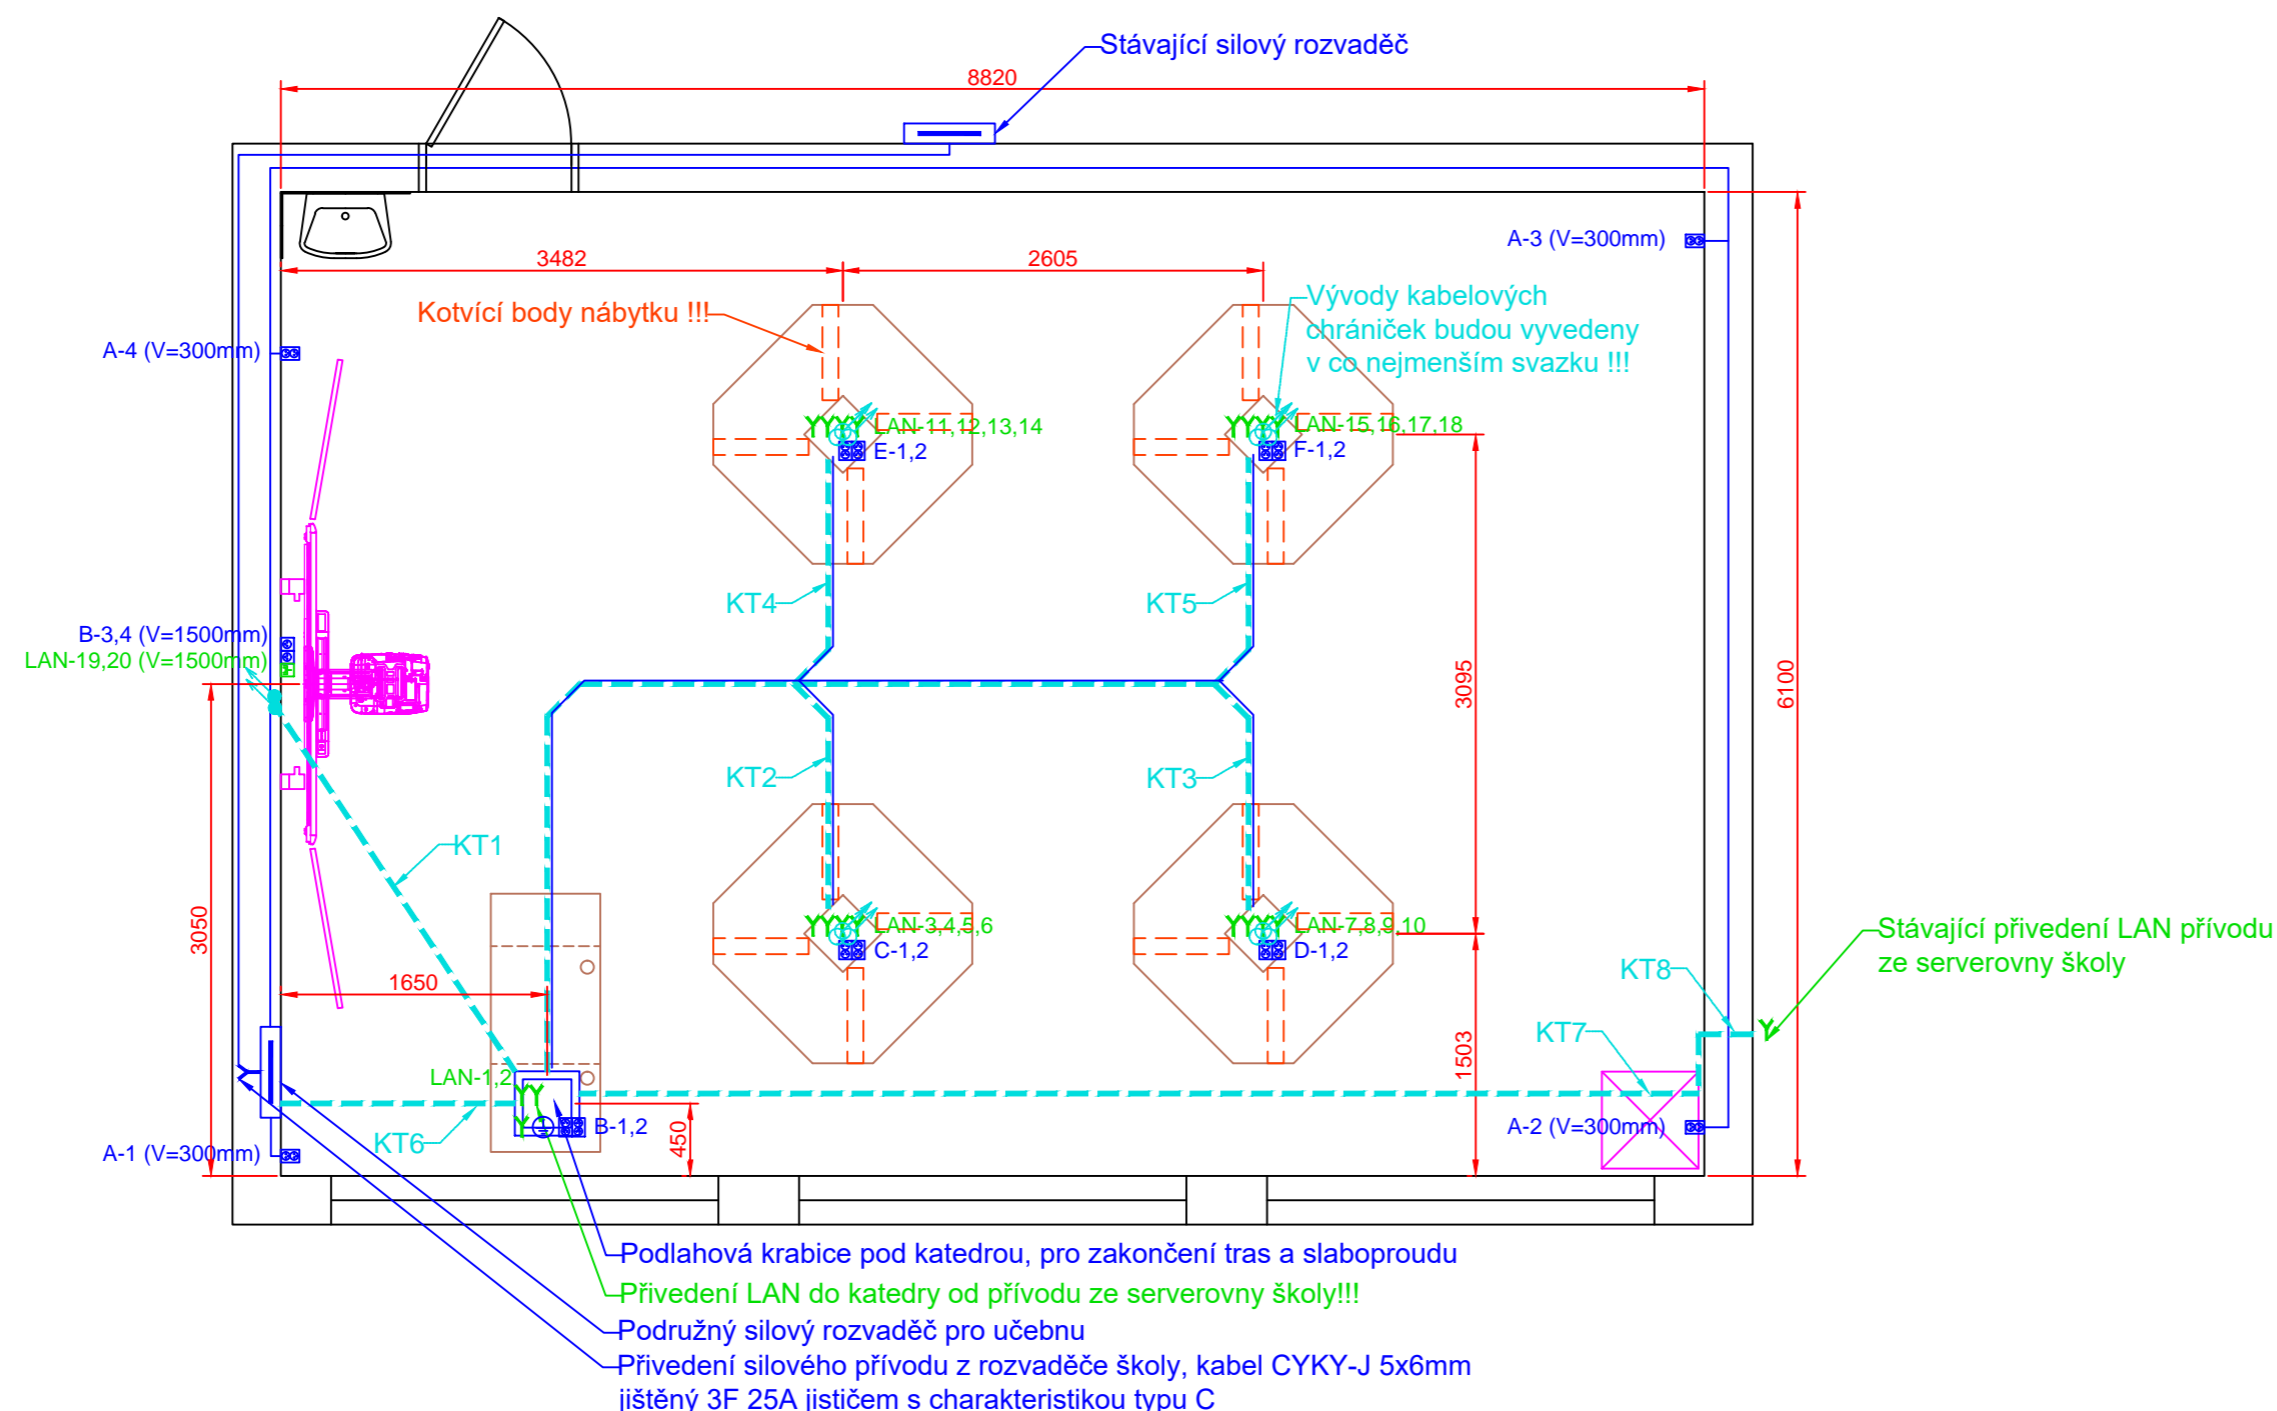 Stávající silový rozvaděč
8820
A-3 (V=300mm)
3482
2605
Kotvící body nábytku !!!
Vývody kabelových
chrániček budou vyvedeny
v co nejmenším svazku !!!
A-4 (V=300mm)
LAN-11,12,13,14
E-1,2
LAN-15,16,17,18
F-1,2
KT4
KT5
B-3,4 (V=1500mm)
LAN-19,20 (V=1500mm)
3095
6100
KT2
KT3
KT1
3050
LAN-3,4,5,6
C-1,2
LAN-7,8,9,10
D-1,2
Stávající přivedení LAN přívodu
ze serverovny školy
KT8
1650
KT7
1503
LAN-1,2
B-1,2
450
KT6
A-1 (V=300mm)
A-2 (V=300mm)
Podlahová krabice pod katedrou, pro zakončení tras a slaboproudu
Přivedení LAN do katedry od přívodu ze serverovny školy!!!
Podružný silový rozvaděč pro učebnu
Přivedení silového přívodu z rozvaděče školy, kabel CYKY-J 5x6mm
jištěný 3F 25A jističem s charakteristikou typu C